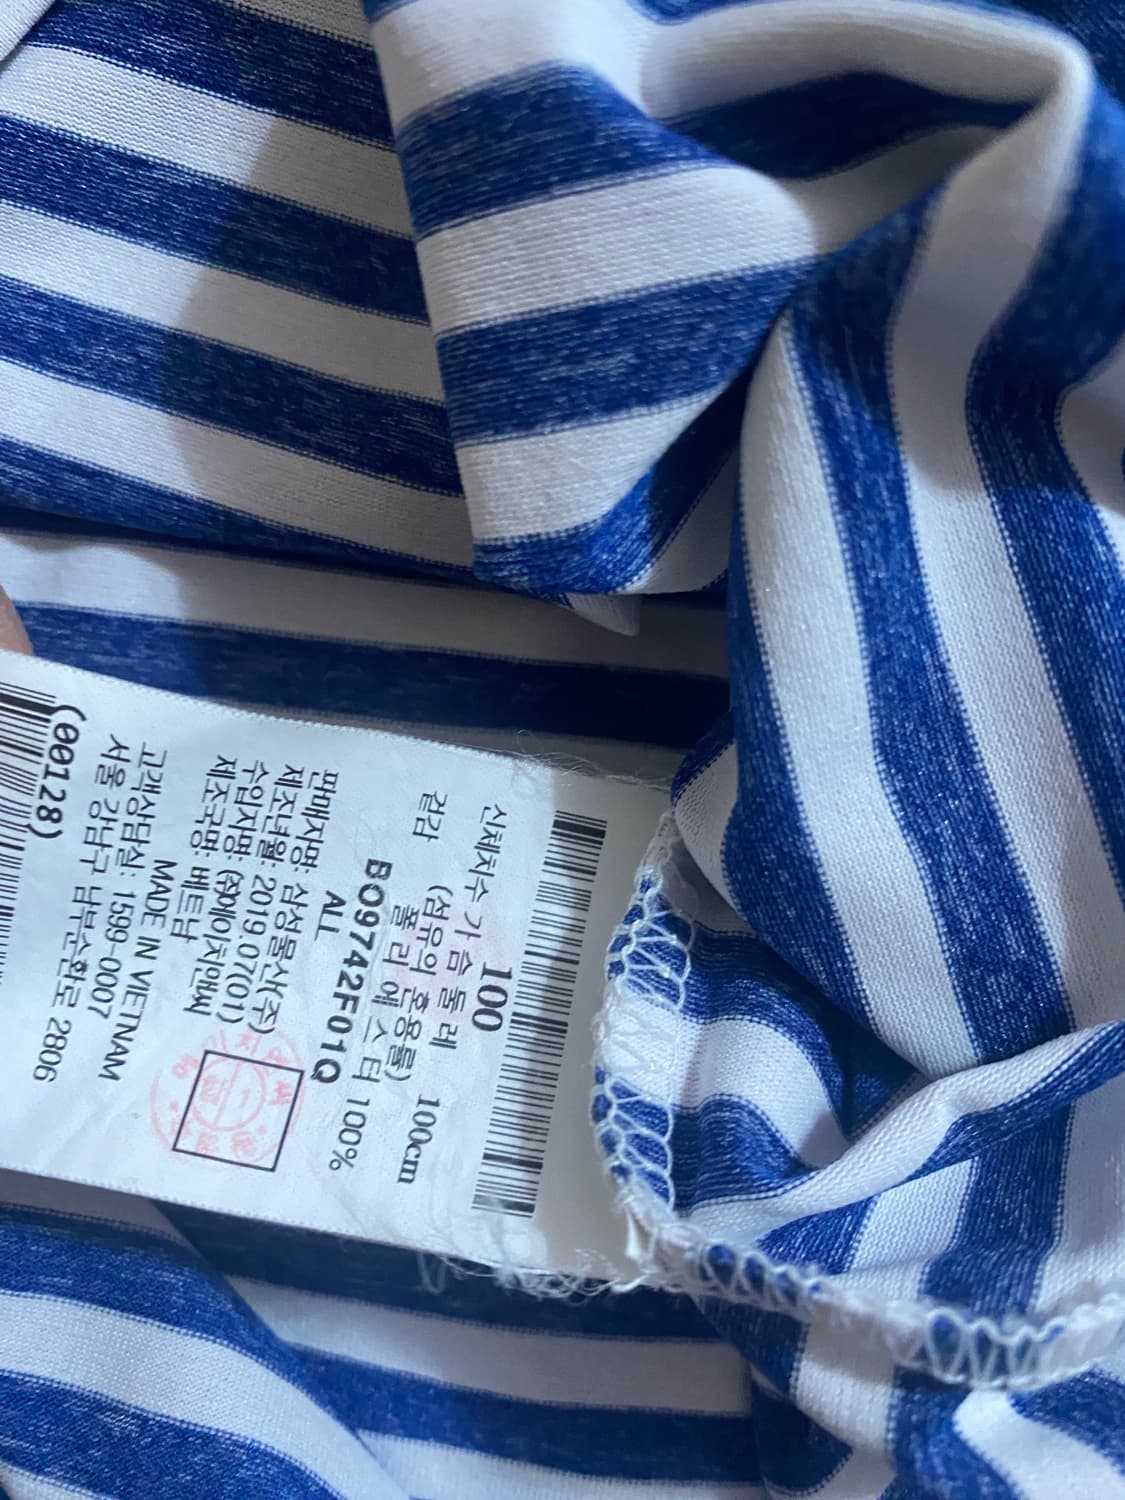 100
신체치수 가슴둘레 100cm
겉감 (섬유의 혼용률)
폴리에스터 100%
BO9742F01Q
ALL
판매자명: 삼성물산(주)
제조년월: 2019.07(01)
수입자명: (주)에이치앤씨
제조국명: 베트남
MADE IN VIETNAM
고객상담실: 1599-0007
서울 강남구 남부순환로 2806
(00128)